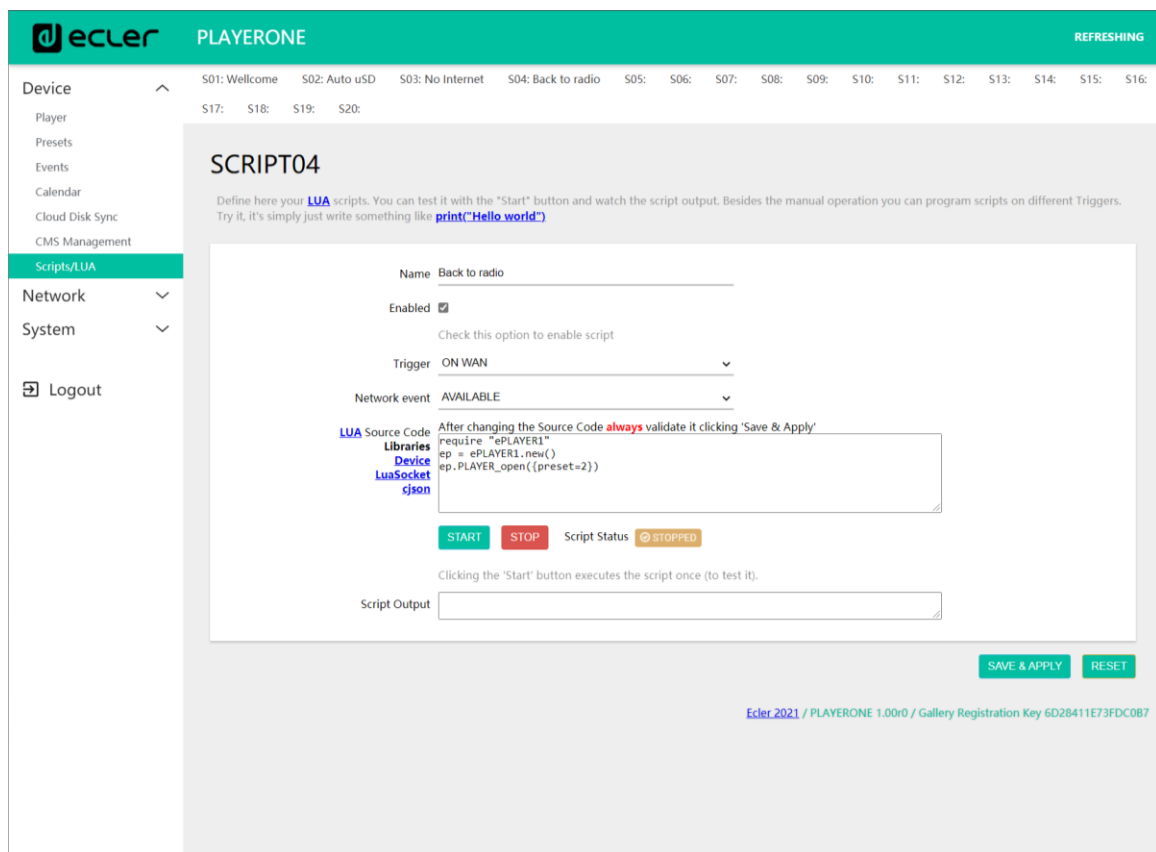 ecler
PLAYERONE
REFRESHING
Device
Player
Presets
Events
Calendar
Cloud Disk Sync
CMS Management
Scripts/LUA
Network
System
Logout
S01: Wellcome S02: Auto uSD S03: No Internet S04: Back to radio S05: S06: S07: S08: S09: S10: S11: S12: S13: S14: S15: S16:
S17: S18: S19: S20:
SCRIPT04
Define here your LUA scripts. You can test it with the "Start" button and watch the script output. Besides the manual operation you can program scripts on different Triggers.
Try it, it's simply just write something like print("Hello world")
Name Back to radio
Enabled
Check this option to enable script
Trigger ON WAN
Network event AVAILABLE
After changing the Source Code always validate it clicking 'Save & Apply'
LUA Source Code
Libraries
Device
LuaSocket
cjson
require "ePLAYER1"
ep = ePLAYER1.new()
ep.PLAYER_open({preset=2})
START STOP Script Status STOPPED
Clicking the 'Start' button executes the script once (to test it).
Script Output
SAVE & APPLY RESET
Ecler 2021 / PLAYERONE 1.00r0 / Gallery Registration Key 6D28411E73FDC0B7